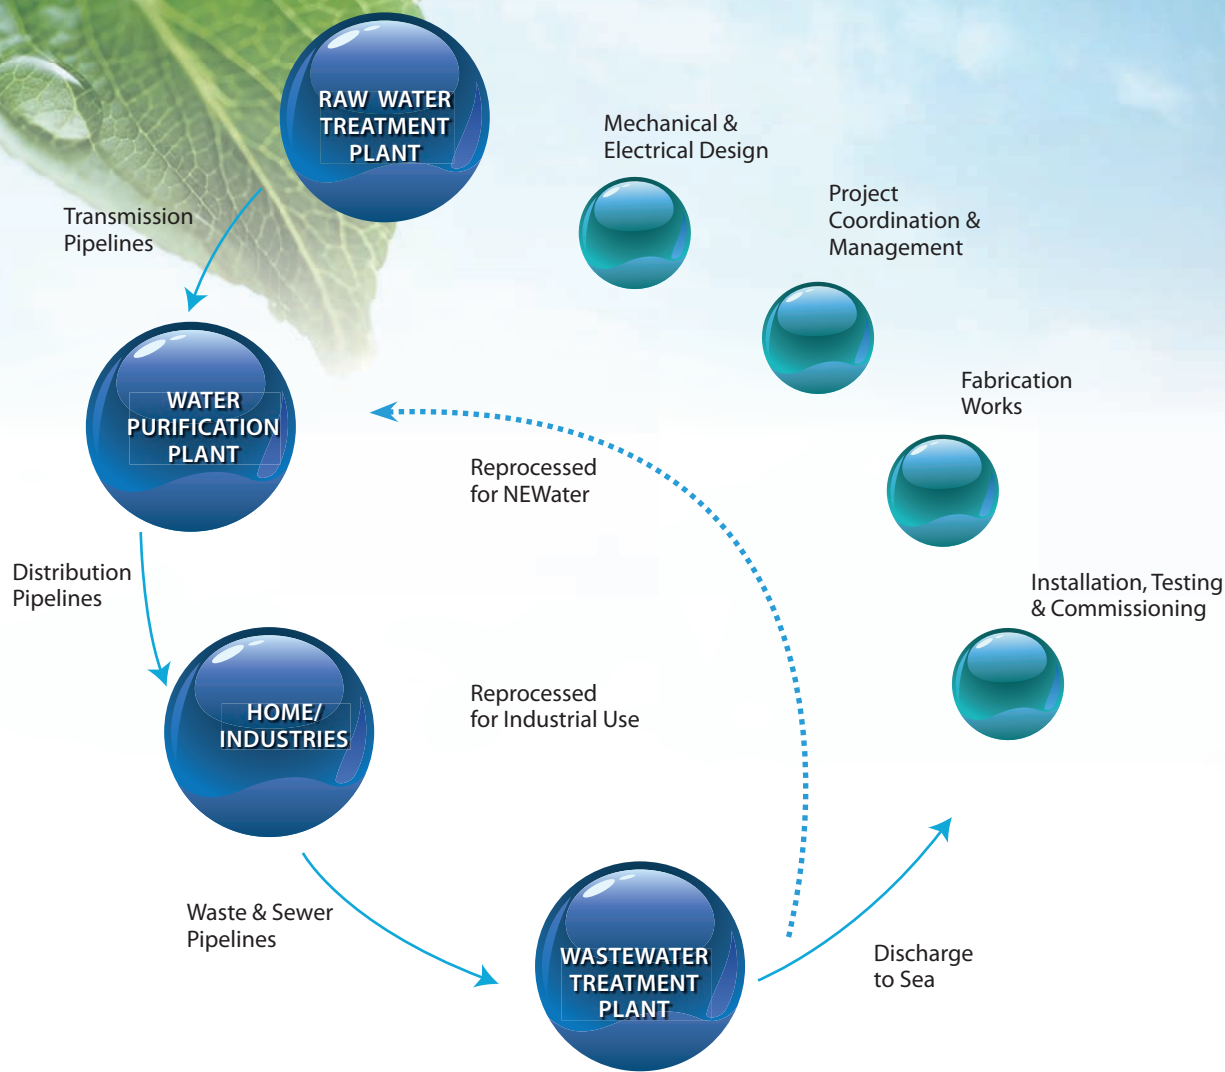 RAW WATER
TREATMENT
PLANT
Mechanical &
Electrical Design
Project
Coordination &
Management
Transmission
Pipelines
Fabrication
Works
WATER
PURIFICATION
PLANT
Reprocessed
for NEWater
Distribution
Pipelines
Installation, Testing
& Commissioning
HOME/
INDUSTRIES
Reprocessed
for Industrial Use
Waste & Sewer
Pipelines
WASTEWATER
TREATMENT
PLANT
Discharge
to Sea